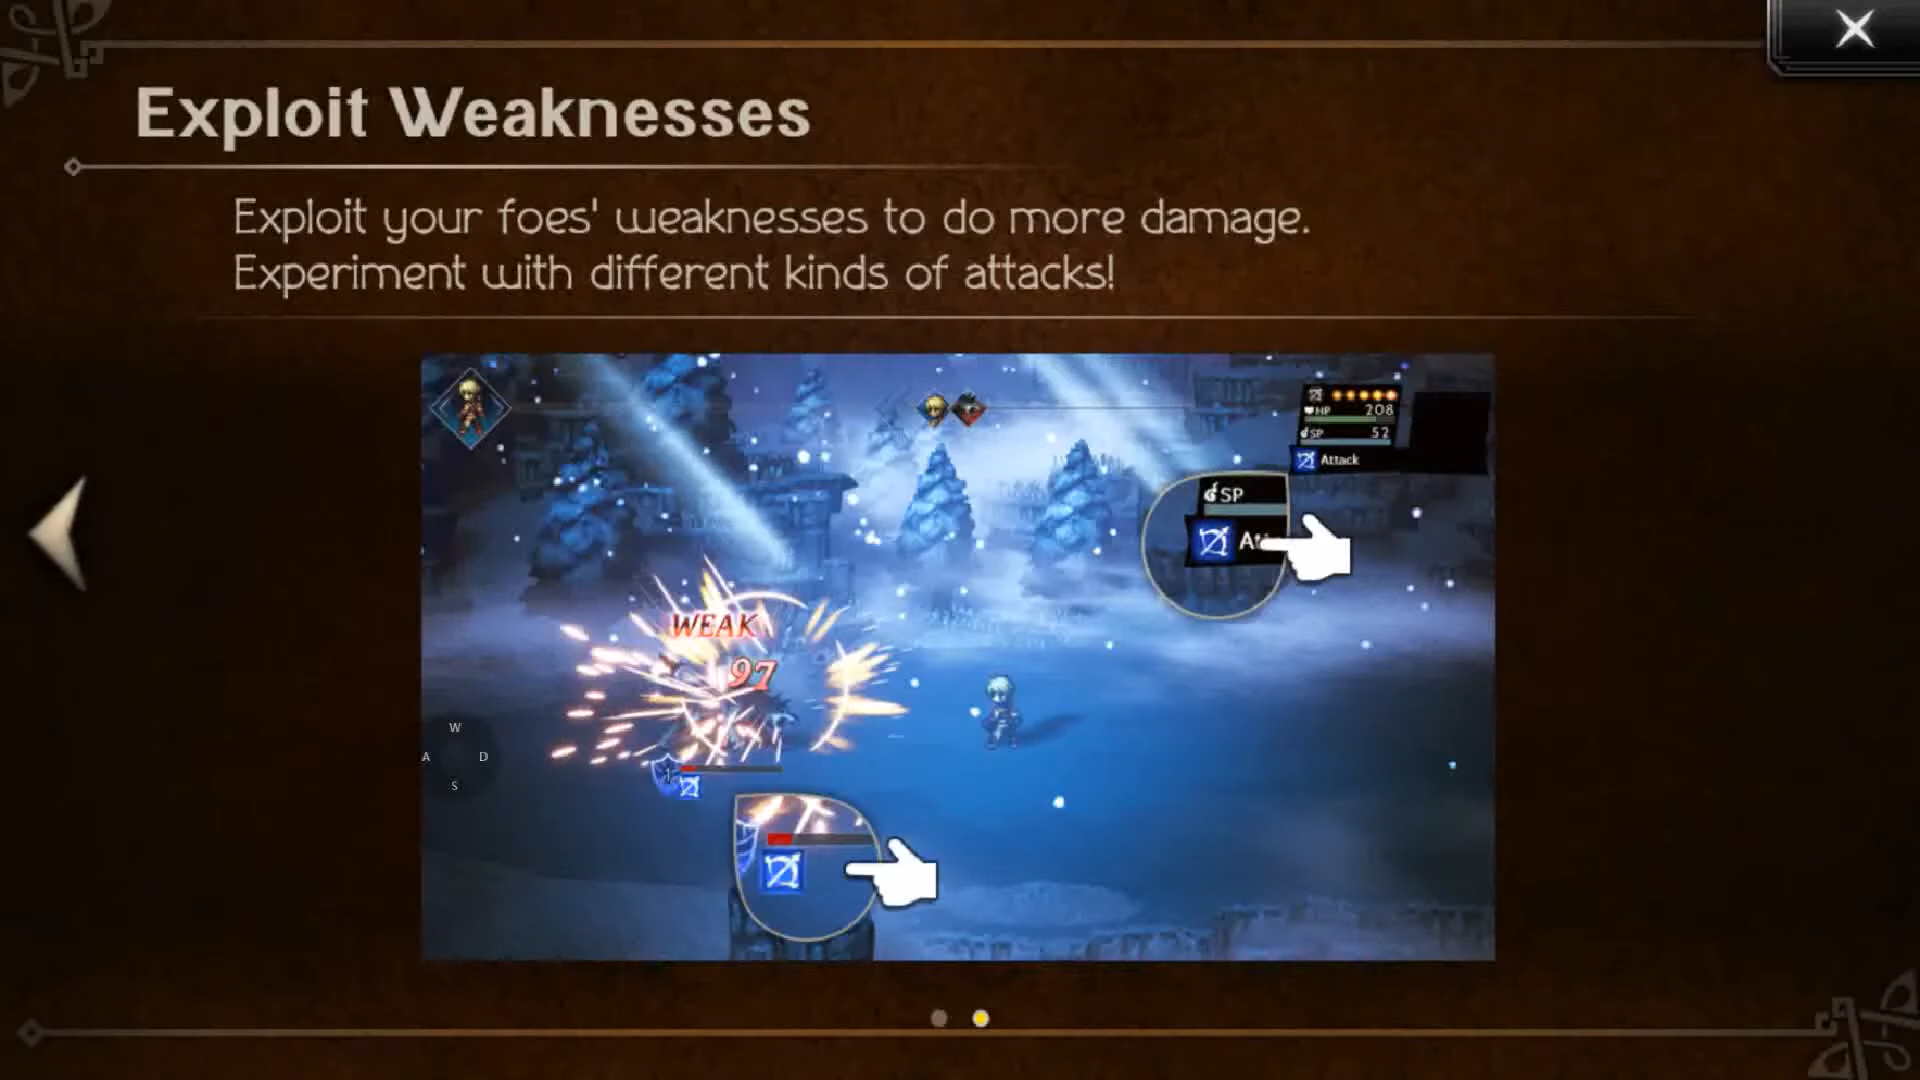 Exploit Weaknesses
Exploit your foes' weaknesses to do more damage.
Experiment with different kinds of attacks!
HP 208
SP 52
Attack
SP
WEAK
97
W
A D
S
1